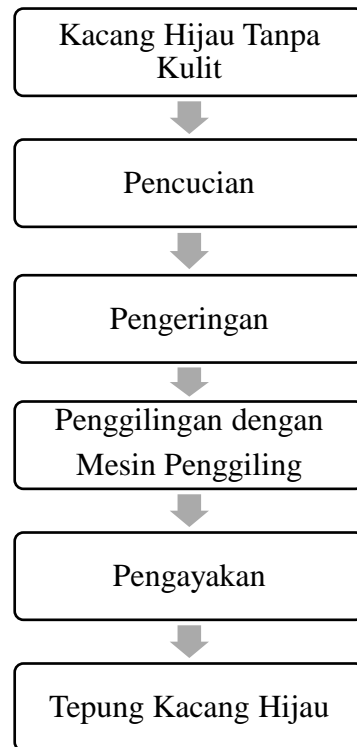 Kacang Hijau Tanpa
Kulit
Pencucian
Pengeringan
Penggilingan dengan
Mesin Penggiling
Pengayakan
Tepung Kacang Hijau